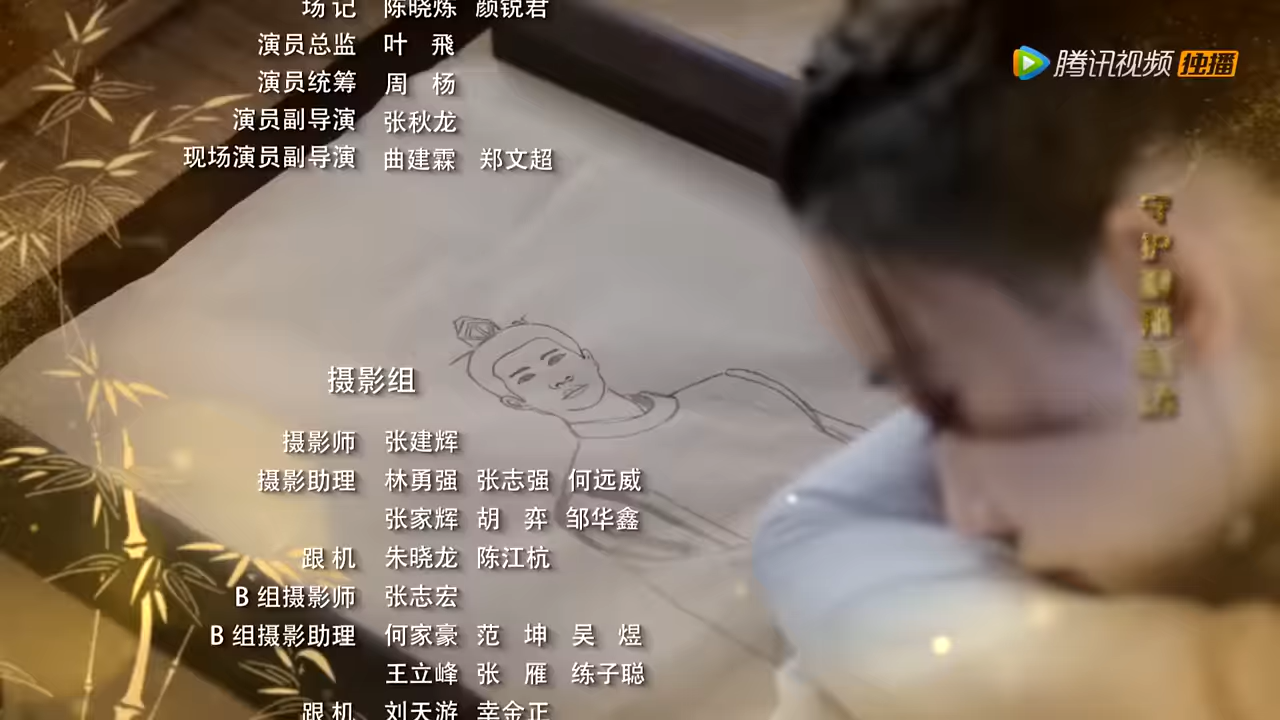 场记 陈晓炼 颜锐君
演员总监 叶飛
演员统筹 周杨
演员副导演 张秋龙
现场演员副导演 曲建霖 郑文超
腾讯视频 独播
摄影组
摄影师 张建辉
摄影助理 林勇强 张志强 何远威
张家辉 胡弈 邹华鑫
跟机 朱晓龙 陈江杭
B组摄影师 张志宏
B组摄影助理 何家豪 范坤 吴煜
王立峰 张雁 练子聪
跟机 刘天游 幸金正
守护